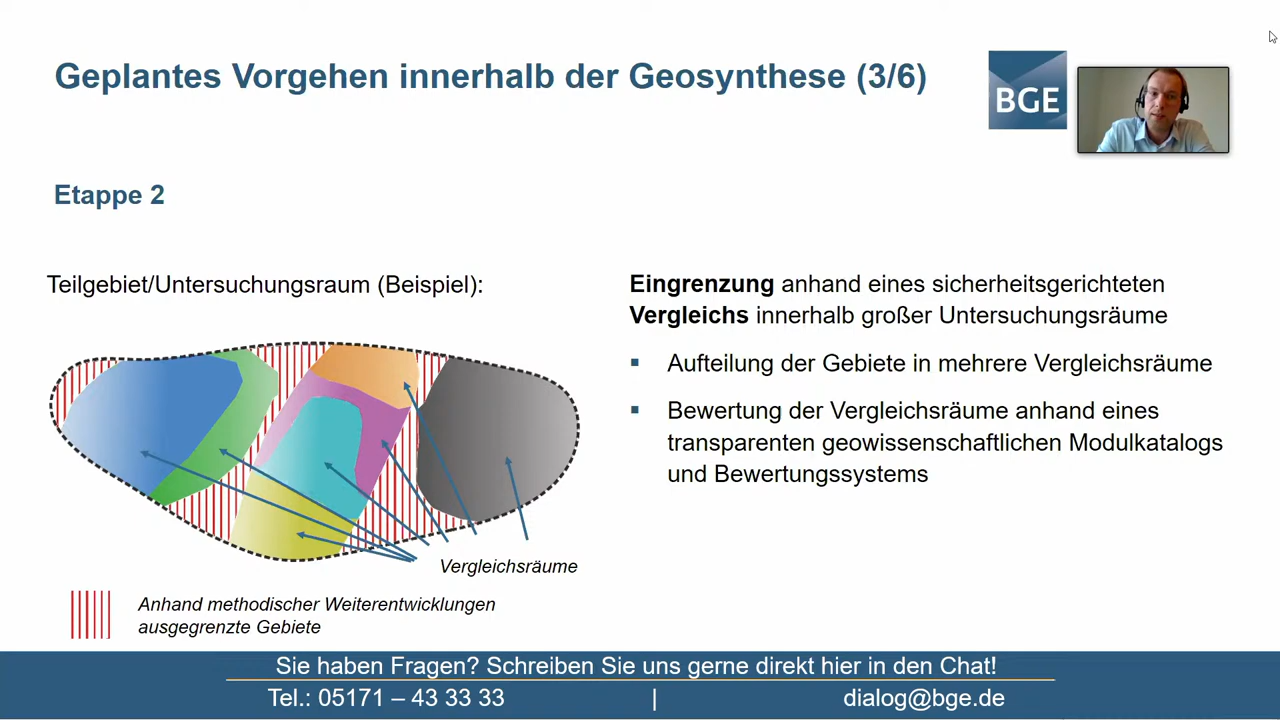 Geplantes Vorgehen innerhalb der Geosynthese (3/6)
BGE
Etappe 2
Teilgebiet/Untersuchungsraum (Beispiel):
Vergleichsräume
Anhand methodischer Weiterentwicklungen
ausgegrenzte Gebiete
Eingrenzung anhand eines sicherheitsgerichteten
Vergleichs innerhalb großer Untersuchungsräume
Aufteilung der Gebiete in mehrere Vergleichsräume
Bewertung der Vergleichsräume anhand eines
transparenten geowissenschaftlichen Modulkatalogs
und Bewertungssystems
Sie haben Fragen? Schreiben Sie uns gerne direkt hier in den Chat!
Tel.: 05171 – 43 33 33 | dialog@bge.de